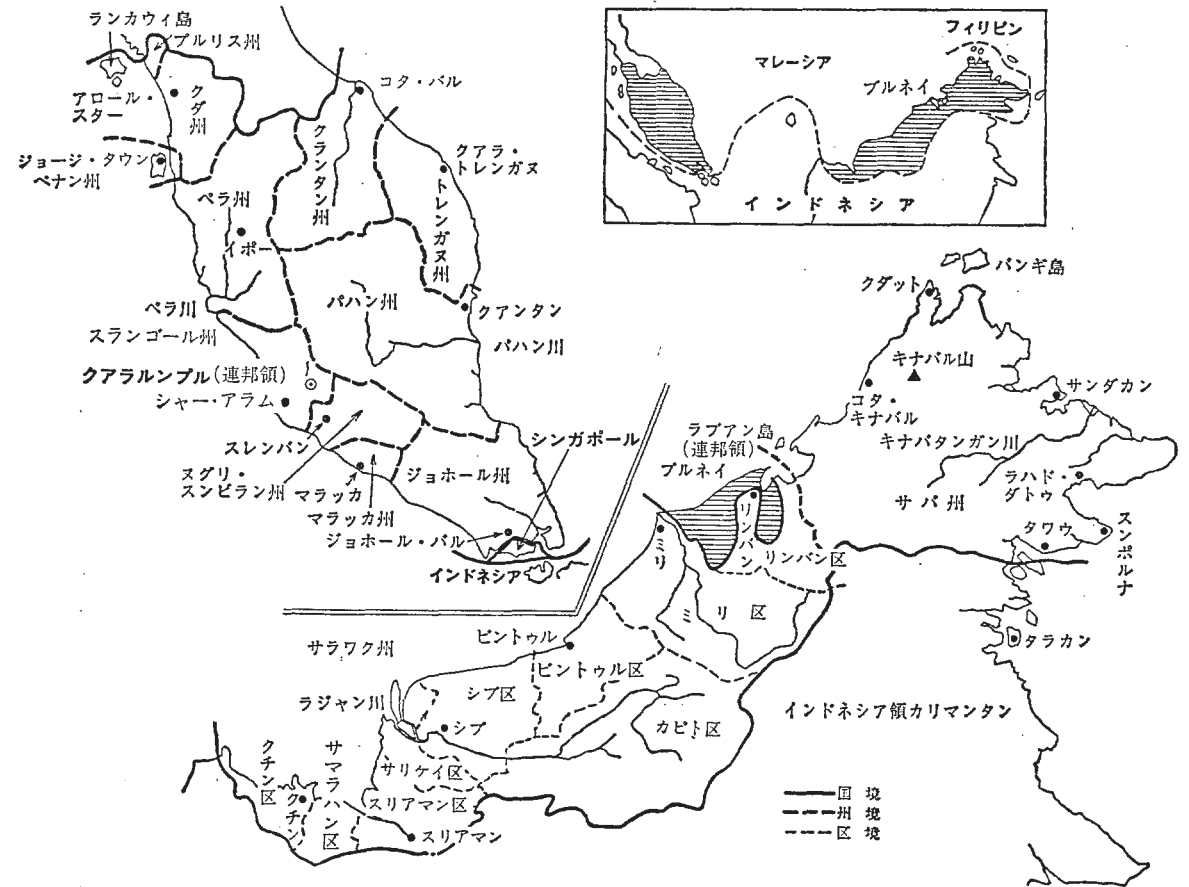 ランカウィ島
プルリス州
コタ・バル
アロール・
スター
クダ州
クランタン州
クアラ・
トレンガヌ
ジョージ・タウン
ペナン州
ペラ州
イポー
トレンガヌ州
パハン州
ペラ川
クアンタン
スランゴール州
パハン川
クアラルンプル(連邦領)
シャー・アラム
スレンバン
シンガポール
ヌグリ・
スンビラン州
マラッカ
ジョホール州
マラッカ州
ジョホール・バル
インドネシア
フィリピン
マレーシア
ブルネイ
インドネシア
バンギ島
クダット
キナバル山
サンダカン
コタ・
キナバル
ラブアン島
(連邦領)
ブルネイ
キナバタンガン川
ラハド・
ダトゥ
サバ州
スンポルナ
タワウ
ミリ
リンバン
リンバン区
ミリ区
タラカン
ビントゥル
サラワク州
ビントゥル区
シブ区
ラジャン川
シブ
カピト区
インドネシア領カリマンタン
クチン区
クチン
サマラハン区
サリケイ区
スリアマン区
スリアマン
国境
州境
区境